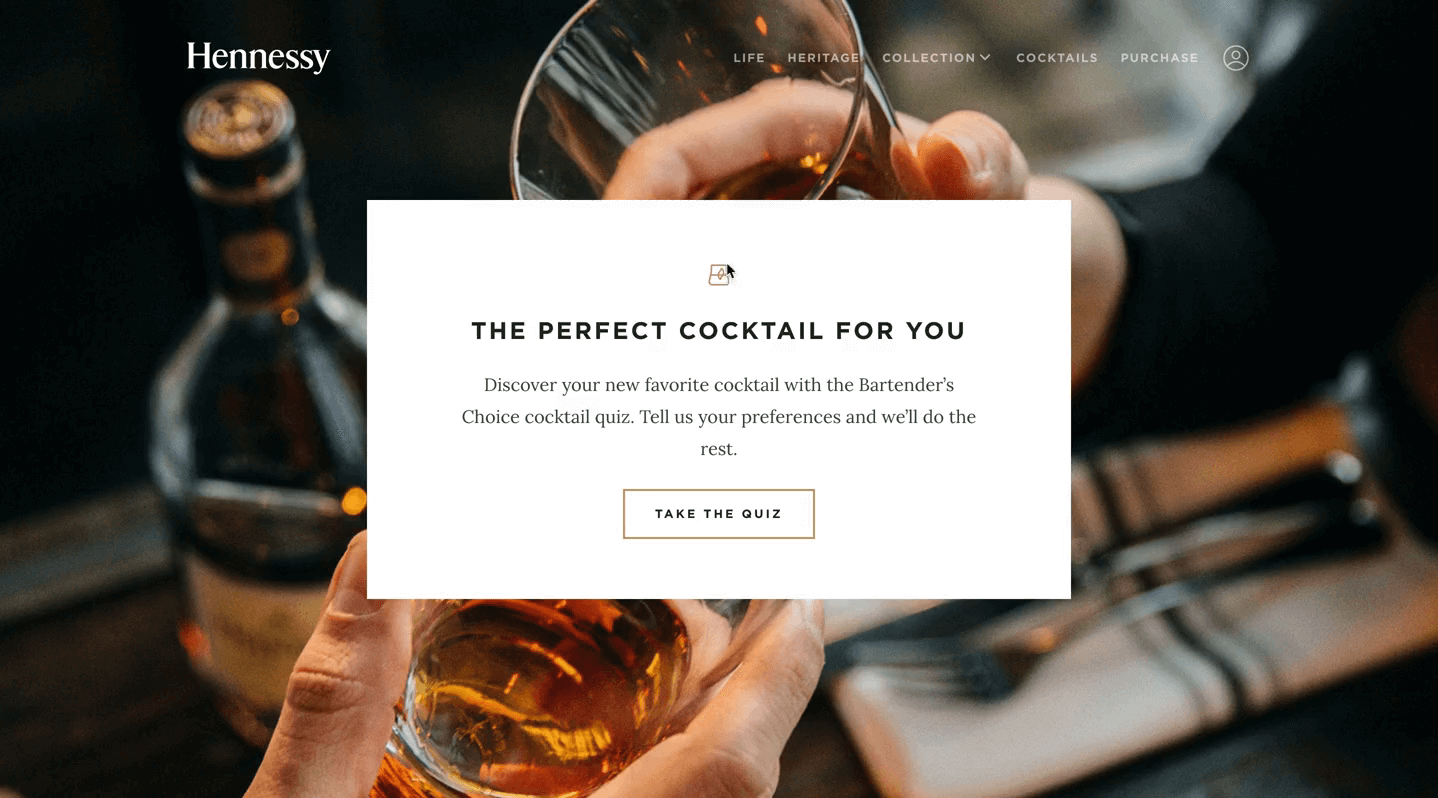 Hennessy
LIFE HERITAGE COLLECTION COCKTAILS PURCHASE
THE PERFECT COCKTAIL FOR YOU
Discover your new favorite cocktail with the Bartender’s
Choice cocktail quiz. Tell us your preferences and we’ll do the
rest.
TAKE THE QUIZ